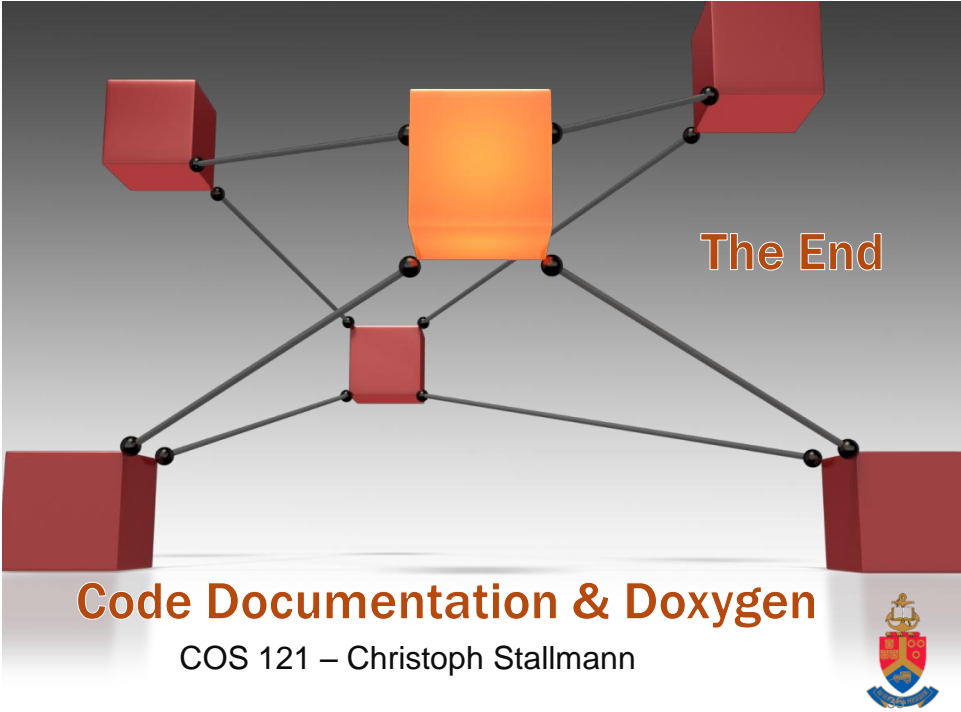 The End
Code Documentation & Doxygen
COS 121 – Christoph Stallmann